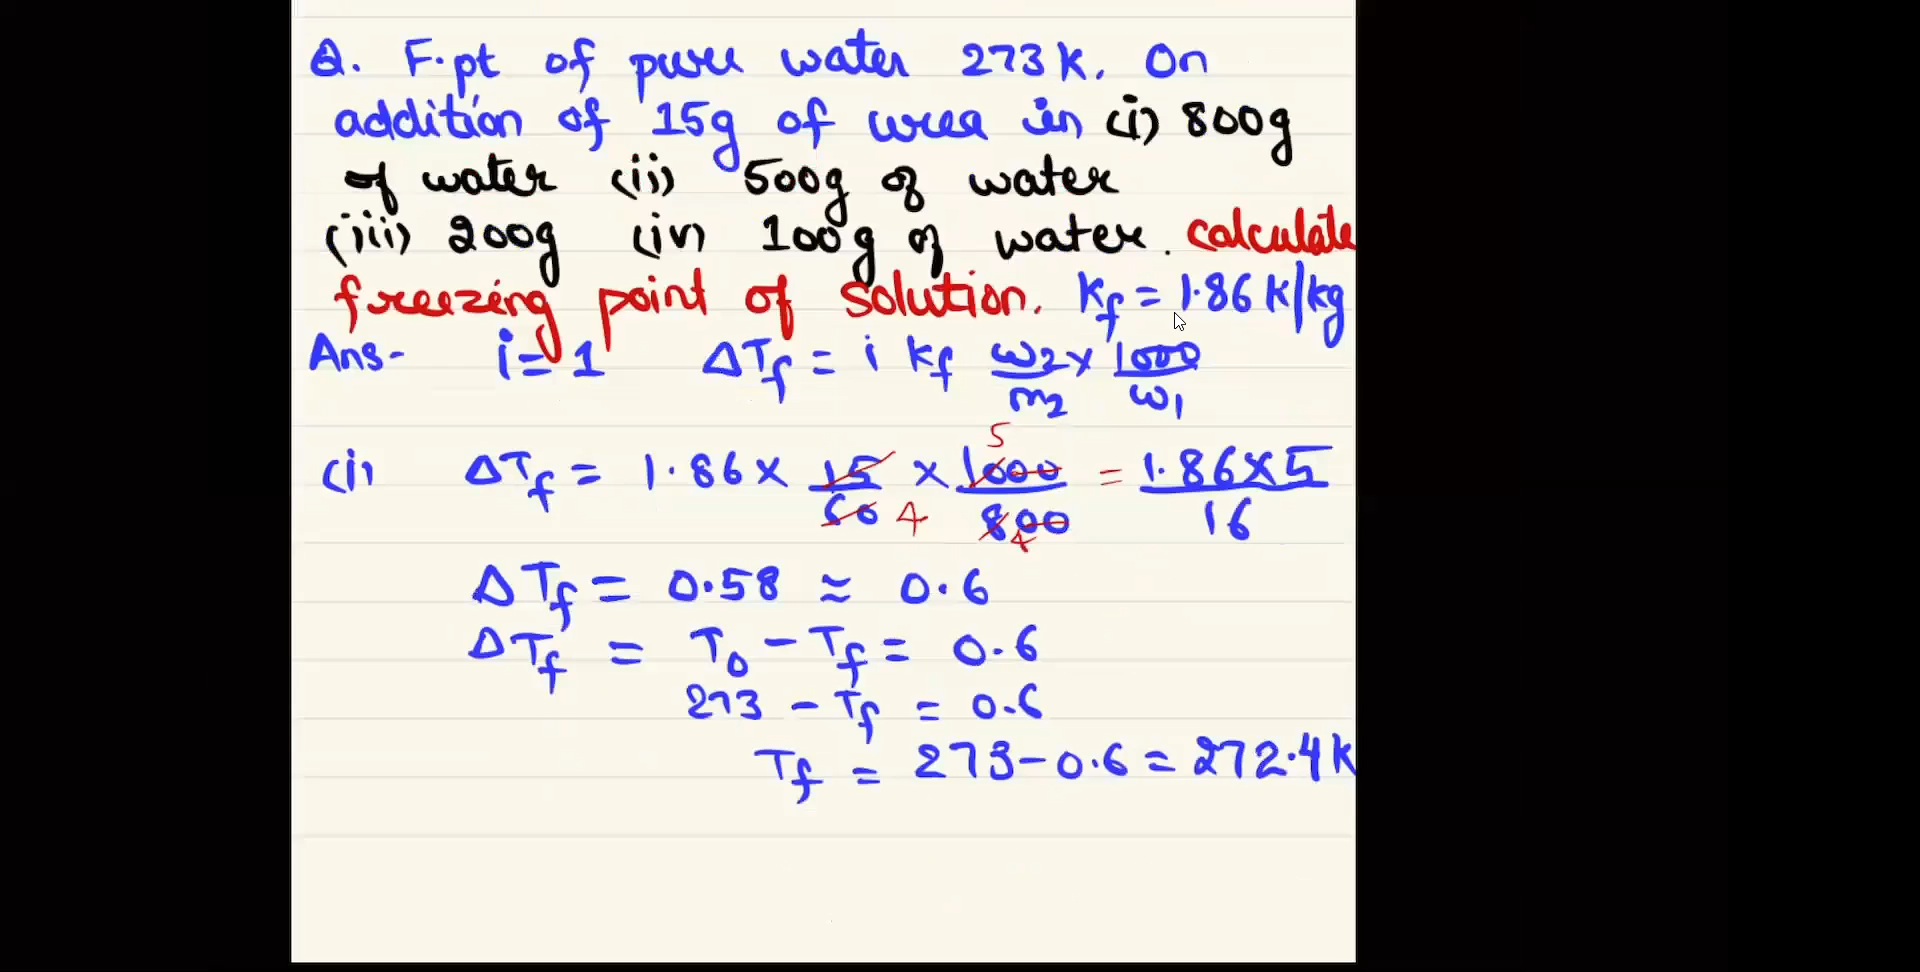 Q. F.pt of pure water 273 K. On
addition of 15g of urea in (i) 800g
of water (ii) 500g of water
(iii) 200g (iv) 100g of water. calculate
freezing point of solution. Kf = 1.86 K/kg
Ans- i = 1 ΔTf = i kf w2/m2 × 1000/w1
(i) ΔTf = 1.86 × 15/60 4 × 5 1000/800 4 = 1.86×5/16
ΔTf = 0.58 ≈ 0.6
ΔTf = To - Tf = 0.6
273 - Tf = 0.6
Tf = 273 - 0.6 = 272.4 K